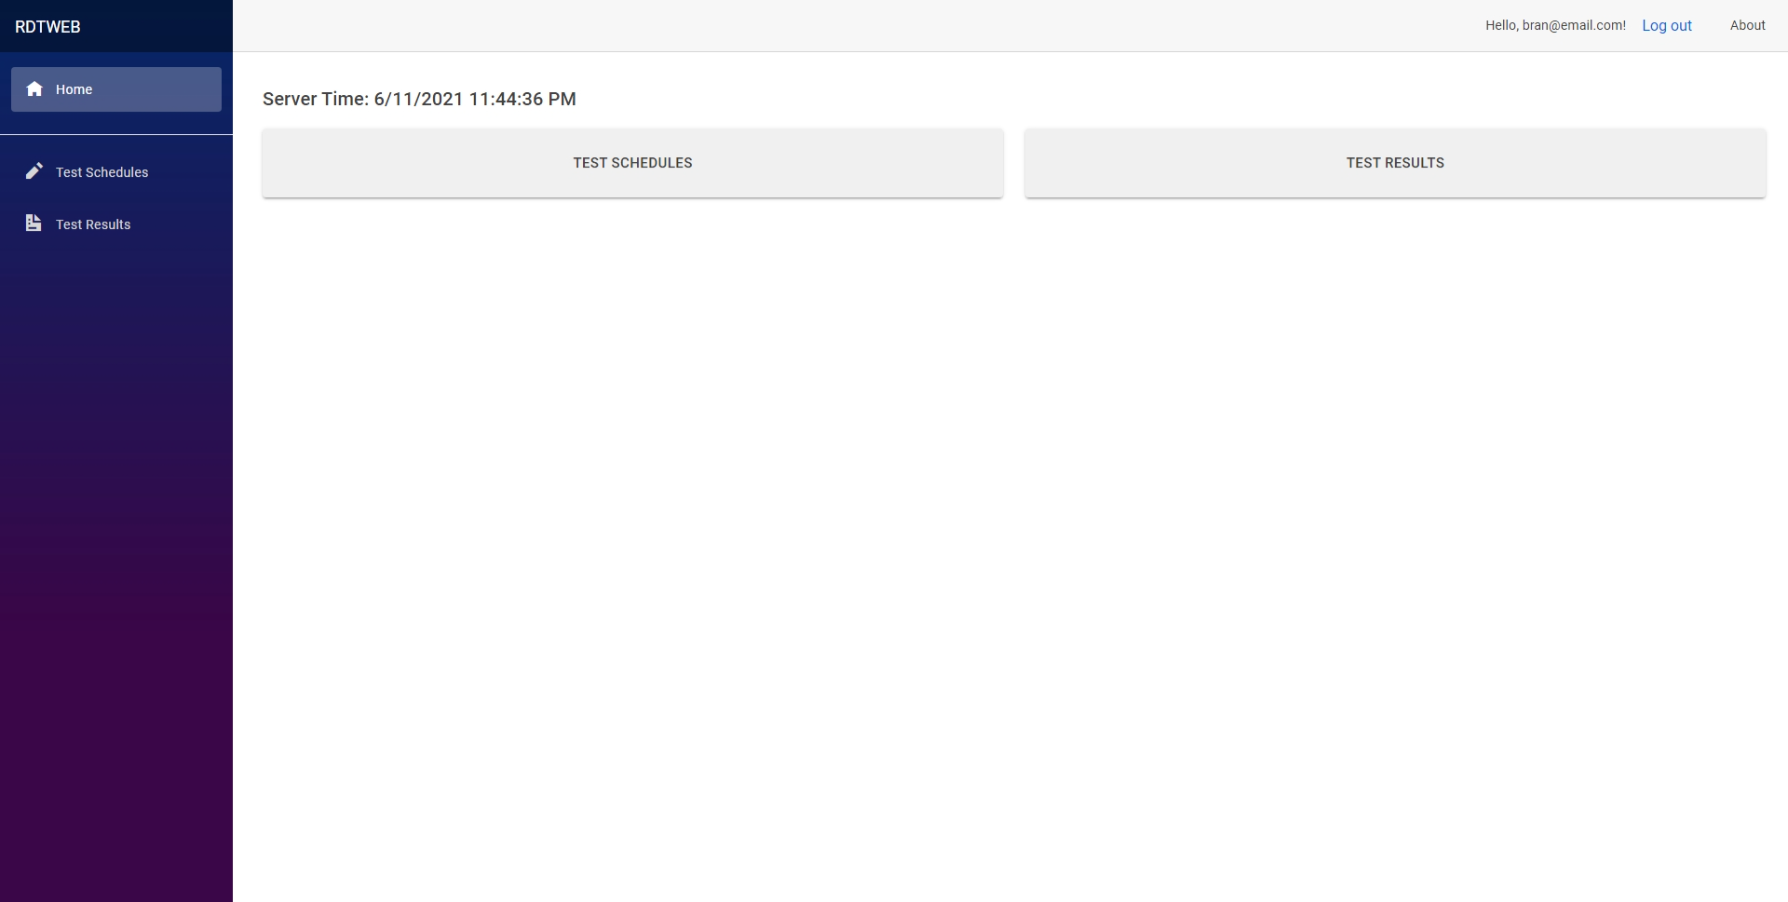 RDTWEB
Hello, bran@email.com! Log out About
Home
Test Schedules
Test Results
Server Time: 6/11/2021 11:44:36 PM
TEST SCHEDULES
TEST RESULTS